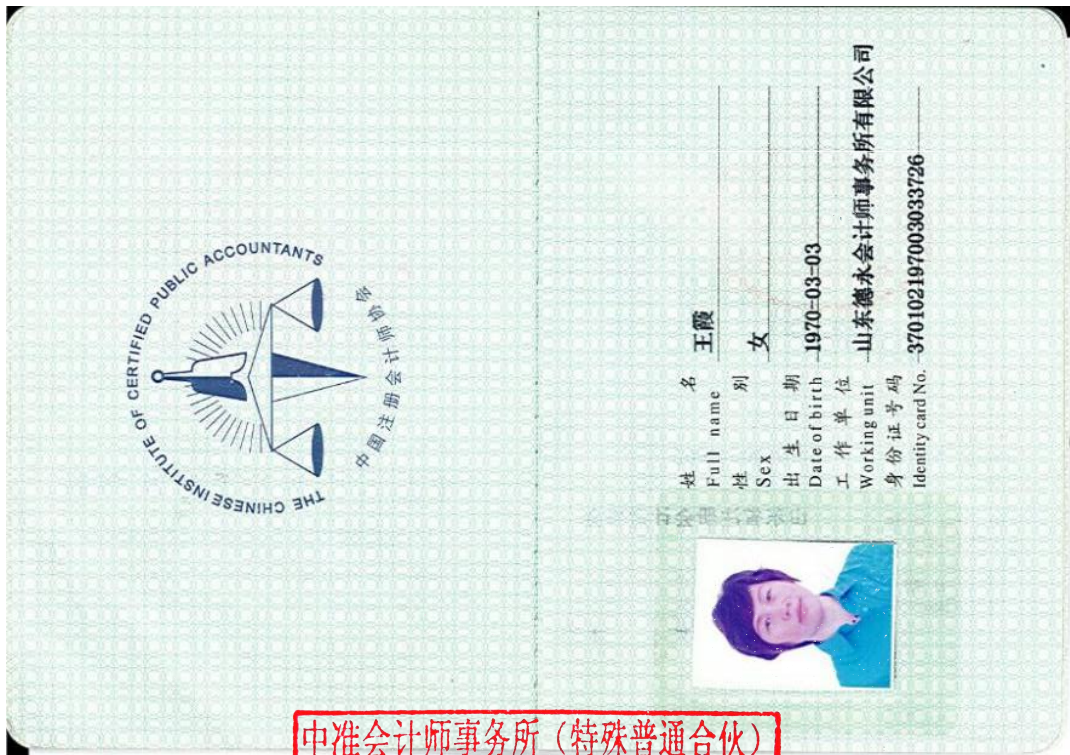 THE CHINESE INSTITUTE OF CERTIFIED PUBLIC ACCOUNTANTS
中国注册会计师协会
姓 名 王霞
Full name
性 别 女
Sex
出 生 日 期 1970-03-03
Date of birth
工 作 单 位 山东德永会计师事务所有限公司
Working unit
身 份 证 号 码 370102197003033726
Identity card No.
中准会计师事务所（特殊普通合伙）